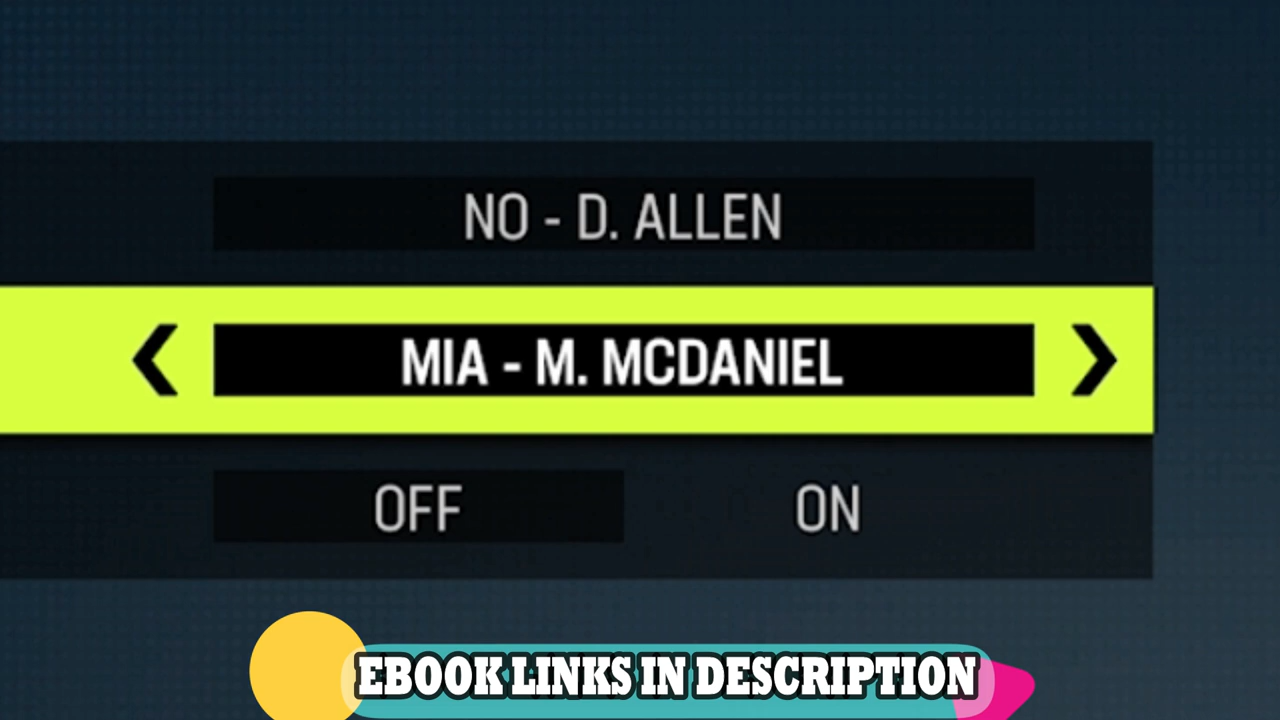 NO - D. ALLEN
MIA - M. MCDANIEL
OFF ON
EBOOK LINKS IN DESCRIPTION